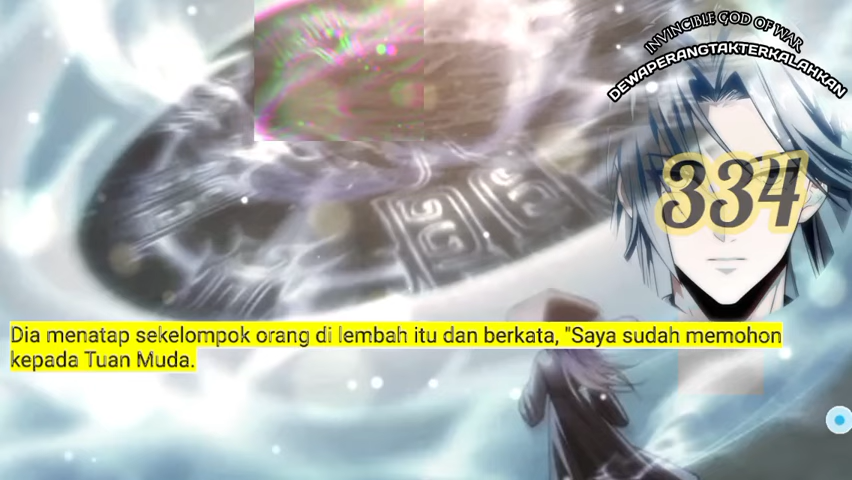 INVINCIBLE GOD OF WAR
DEWAPERANGTAKTERKALAHKAN
334
Dia menatap sekelompok orang di lembah itu dan berkata, "Saya sudah memohon
kepada Tuan Muda.